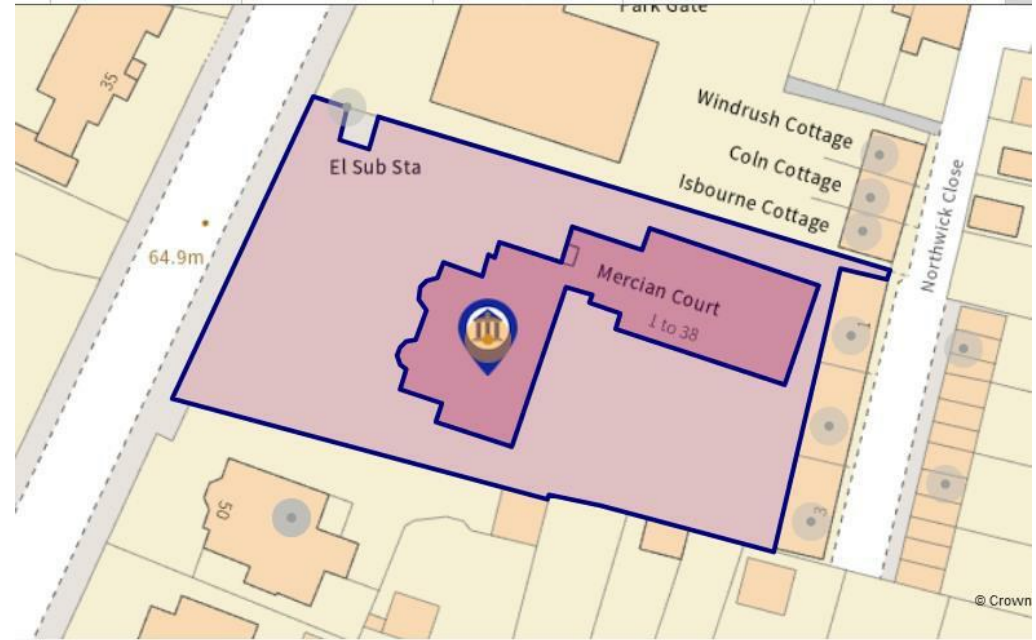 Park Gate
35
Windrush Cottage
Coln Cottage
Isbourne Cottage
El Sub Sta
Northwick Close
64.9m
Mercian Court
1 to 38
1
50
3
© Crown